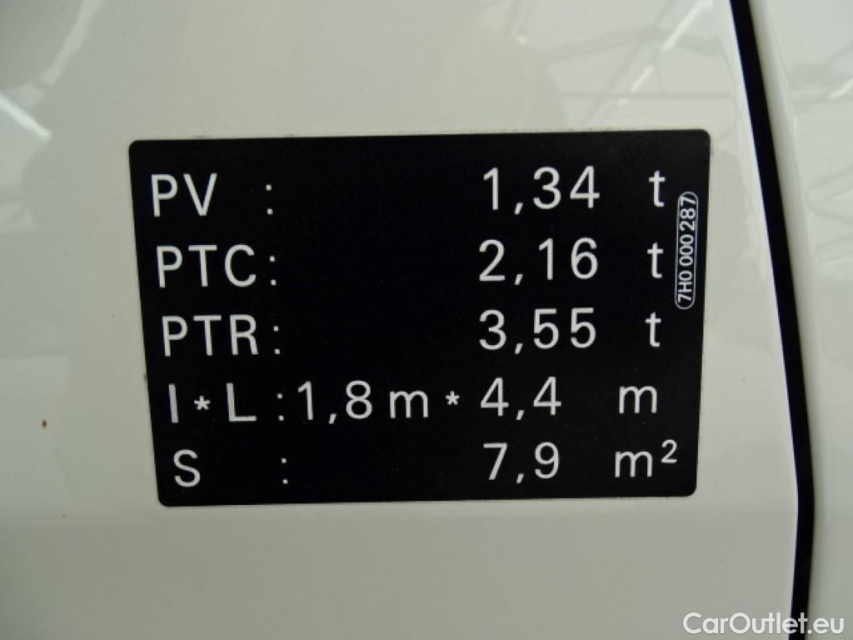 PV : 1,34 t
PTC: 2,16 t
PTR: 3,55 t
I*L:1,8m*4,4 m
S : 7,9 m²
7H0 000 287
CarOutlet.eu